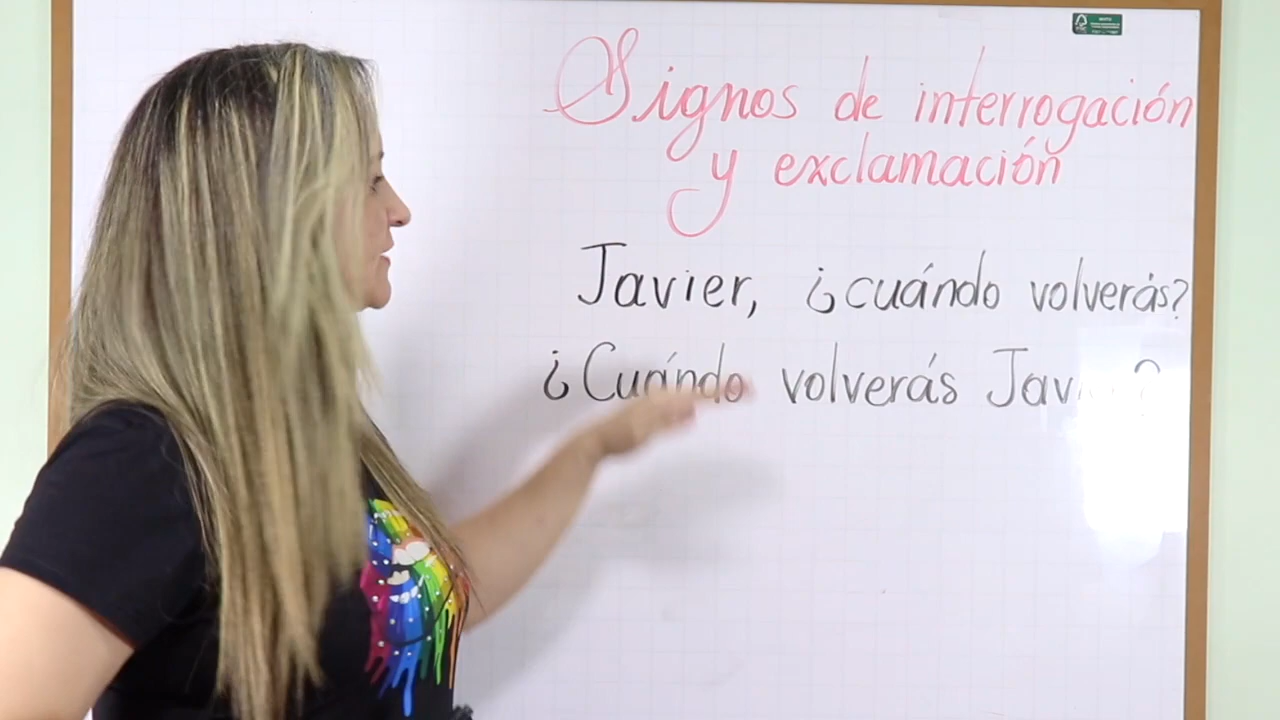 Signos de interrogación
y exclamación
Javier, ¿cuándo volverás?
¿Cuándo volverás Javier?